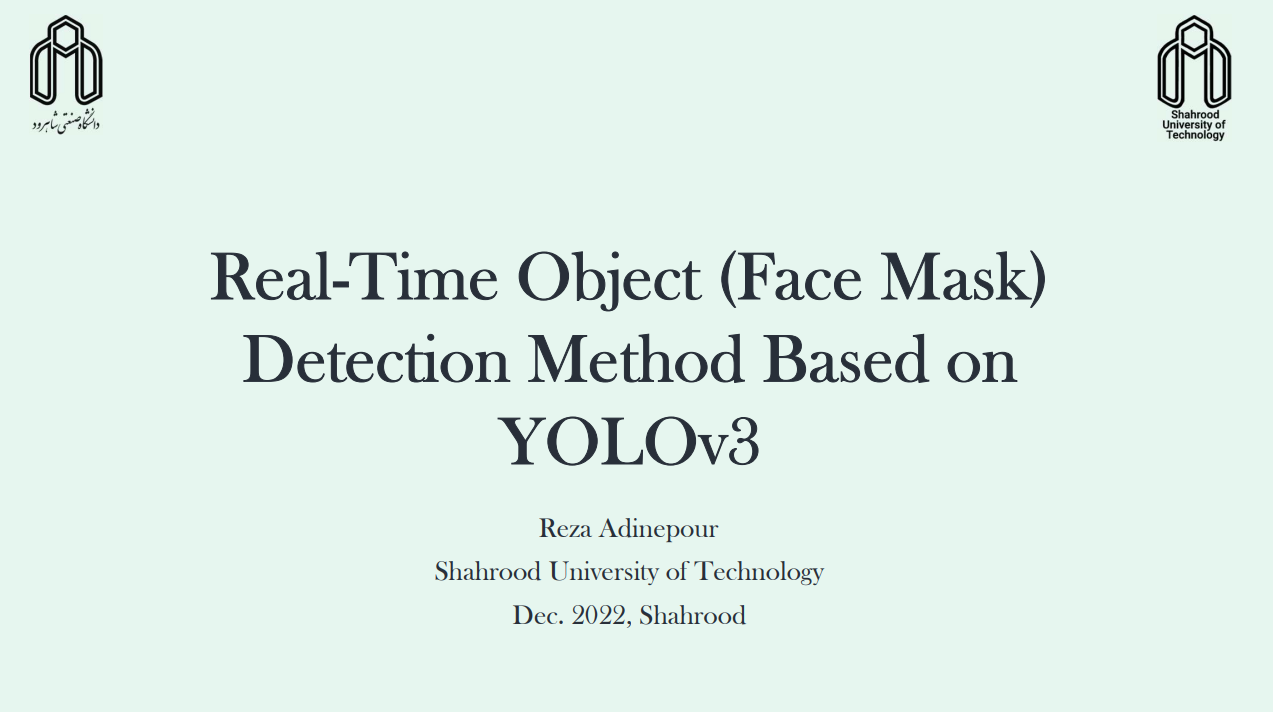 دانشگاه صنعتی شاهرود
Shahrood
University of
Technology
Real-Time Object (Face Mask)
Detection Method Based on
YOLOv3
Reza Adinepour
Shahrood University of Technology
Dec. 2022, Shahrood